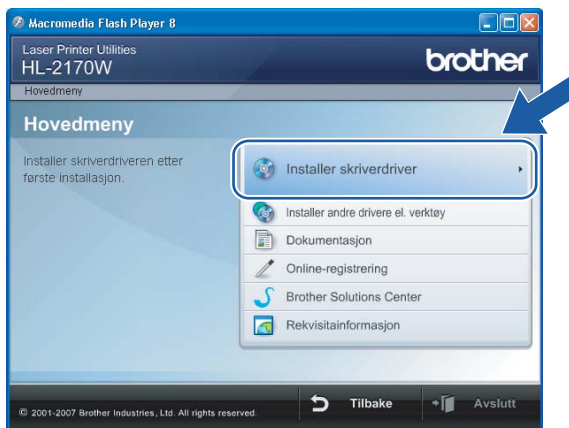 Macromedia Flash Player 8
Laser Printer Utilities
HL-2170W
brother
Hovedmeny
Hovedmeny
Installer skriverdriveren etter
første installasjon.
Installer skriverdriver
Installer andre drivere el. verktøy
Dokumentasjon
Online-registrering
Brother Solutions Center
Rekvisitainformasjon
© 2001-2007 Brother Industries, Ltd. All rights reserved.
Tilbake
Avslutt